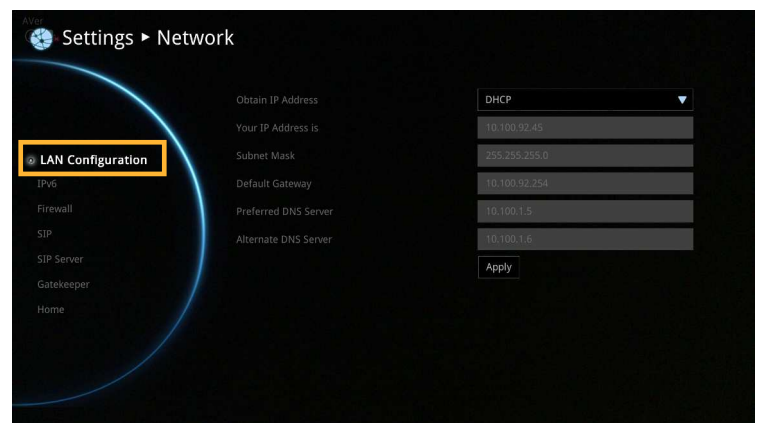 AVer
Settings ▸ Network
Obtain IP Address DHCP
Your IP Address is 10.100.92.45
LAN Configuration Subnet Mask 255.255.255.0
IPv6 Default Gateway 10.100.92.254
Firewall Preferred DNS Server 10.100.1.5
SIP Alternate DNS Server 10.100.1.6
SIP Server Apply
Gatekeeper
Home